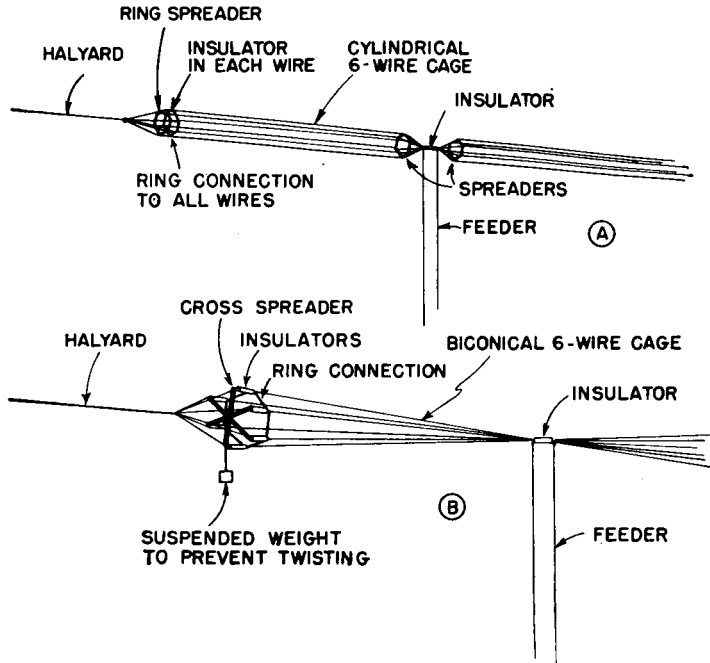 RING SPREADER
HALYARD
INSULATOR
IN EACH WIRE
CYLINDRICAL
6-WIRE CAGE
INSULATOR
RING CONNECTION
TO ALL WIRES
SPREADERS
FEEDER
A
CROSS SPREADER
HALYARD
INSULATORS
RING CONNECTION
BICONICAL 6-WIRE CAGE
INSULATOR
B
SUSPENDED WEIGHT
TO PREVENT TWISTING
FEEDER